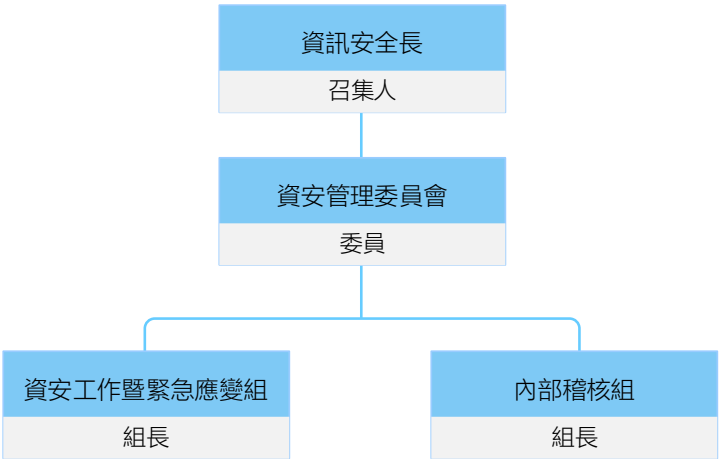 資訊安全長
召集人
資安管理委員會
委員
資安工作暨緊急應變組
組長
內部稽核組
組長